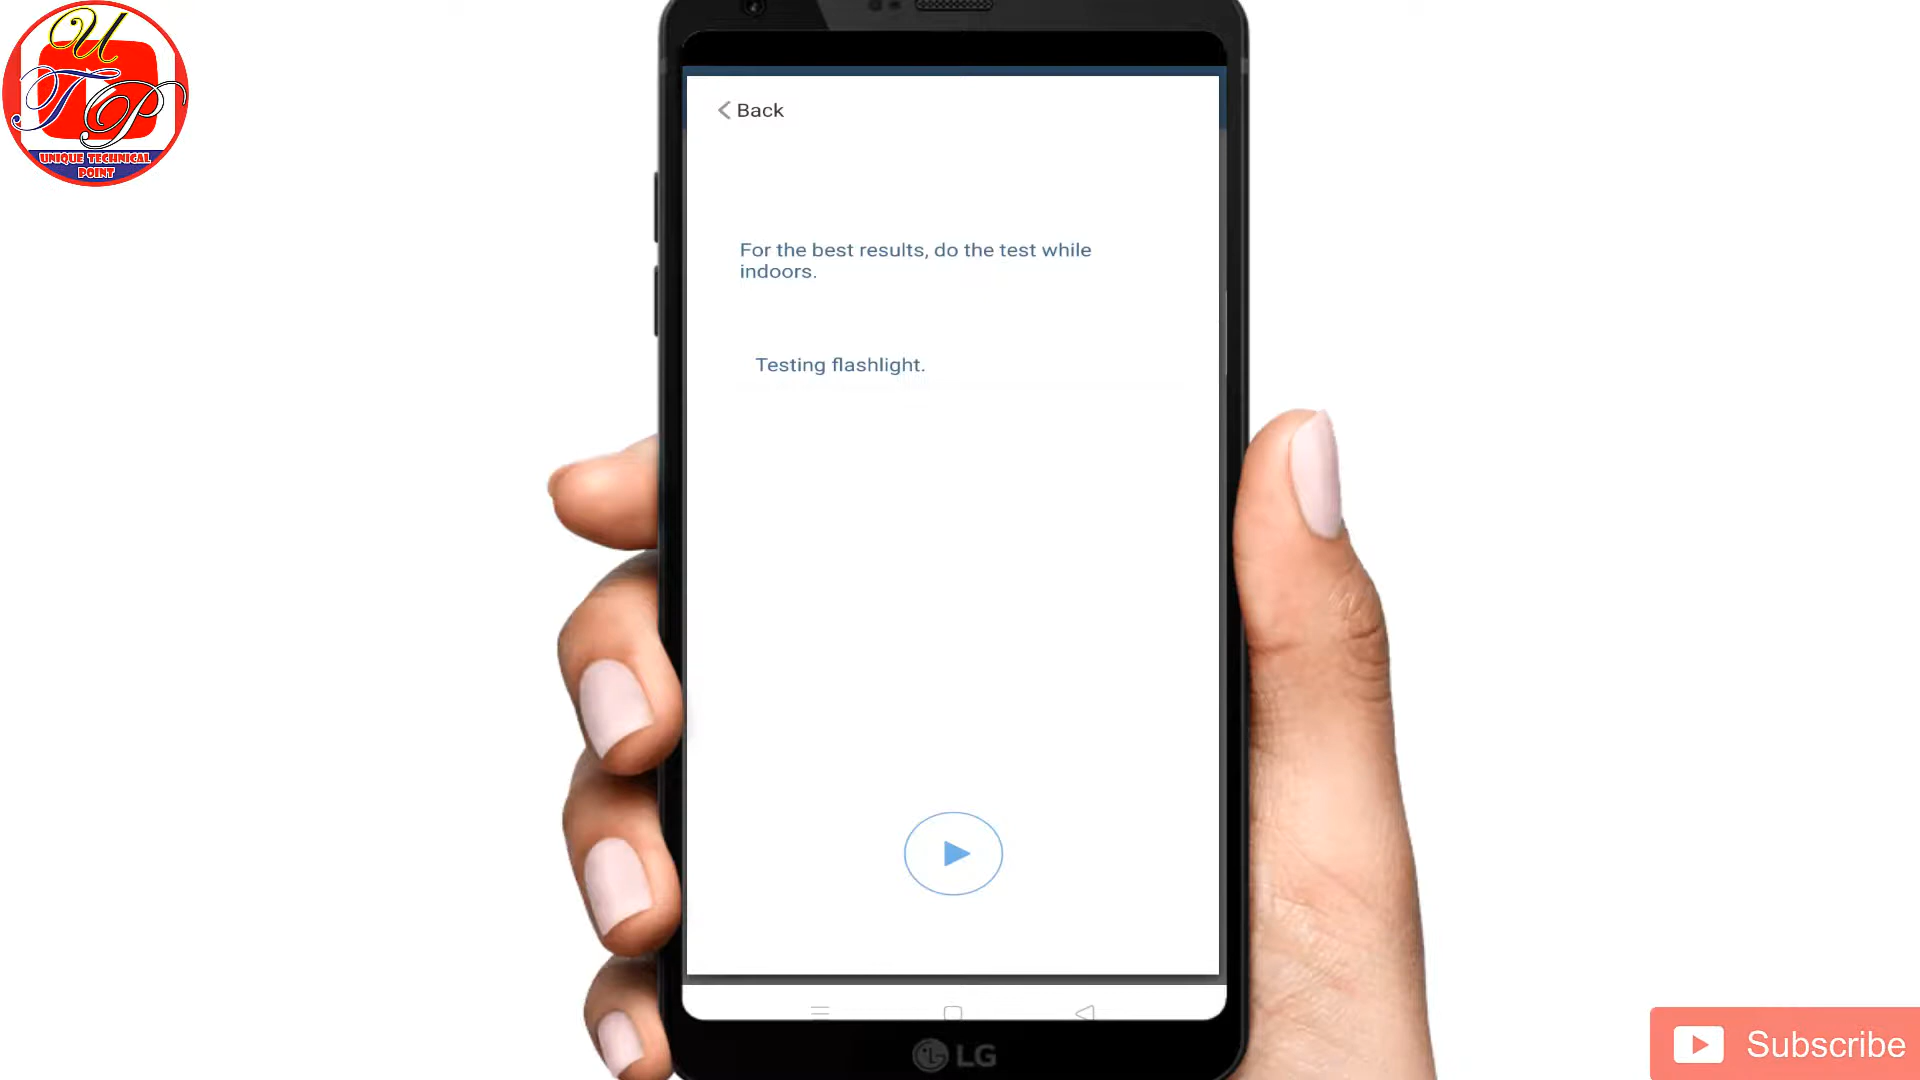 U
T P
UNIQUE TECHNICAL
POINT
Back
For the best results, do the test while
indoors.
Testing flashlight.
LG
Subscribe